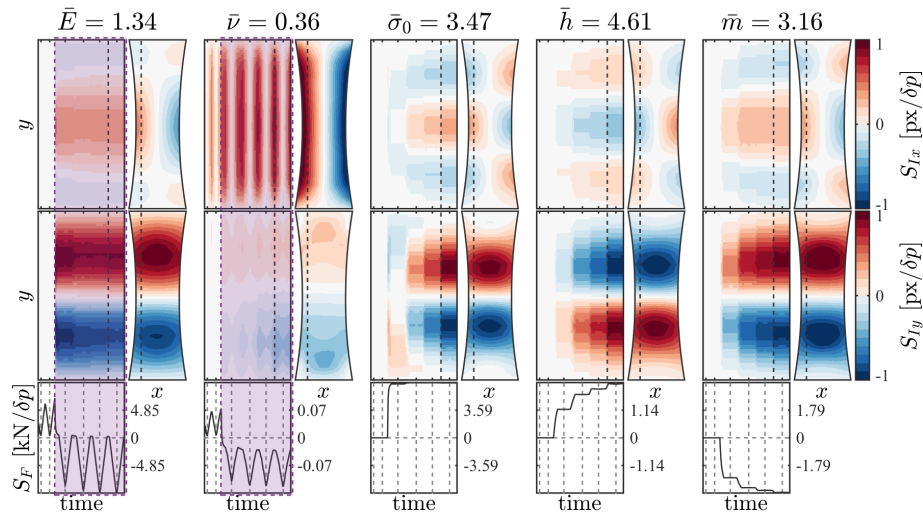 Ē = 1.34 ν̄ = 0.36 σ̄₀ = 3.47 h̄ = 4.61 m̄ = 3.16
y
1
0
-1
S_{Ix} [px/δp]
y
1
0
-1
S_{Iy} [px/δp]
x x x x x
S_F [kN/δp]
4.85 0.07 3.59 1.14 1.79
0 0 0 0 0
-4.85 -0.07 -3.59 -1.14 -1.79
time time time time time